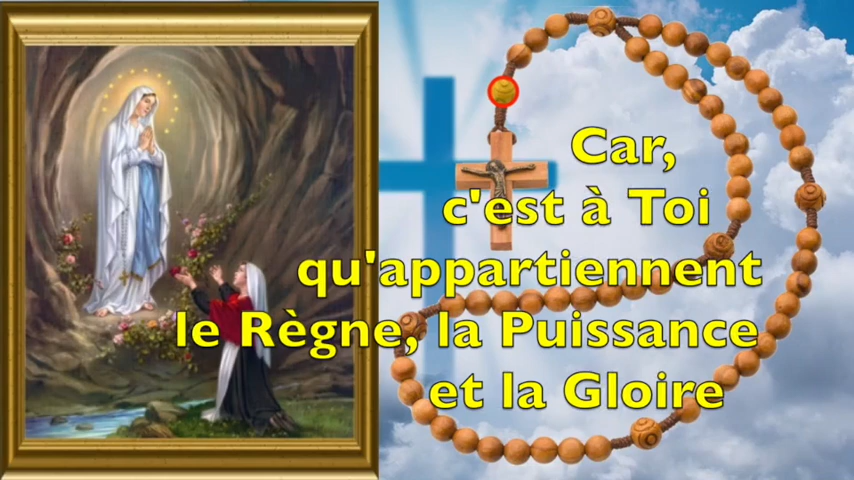 Car,
c'est à Toi
qu'appartiennent
le Règne, la Puissance
et la Gloire